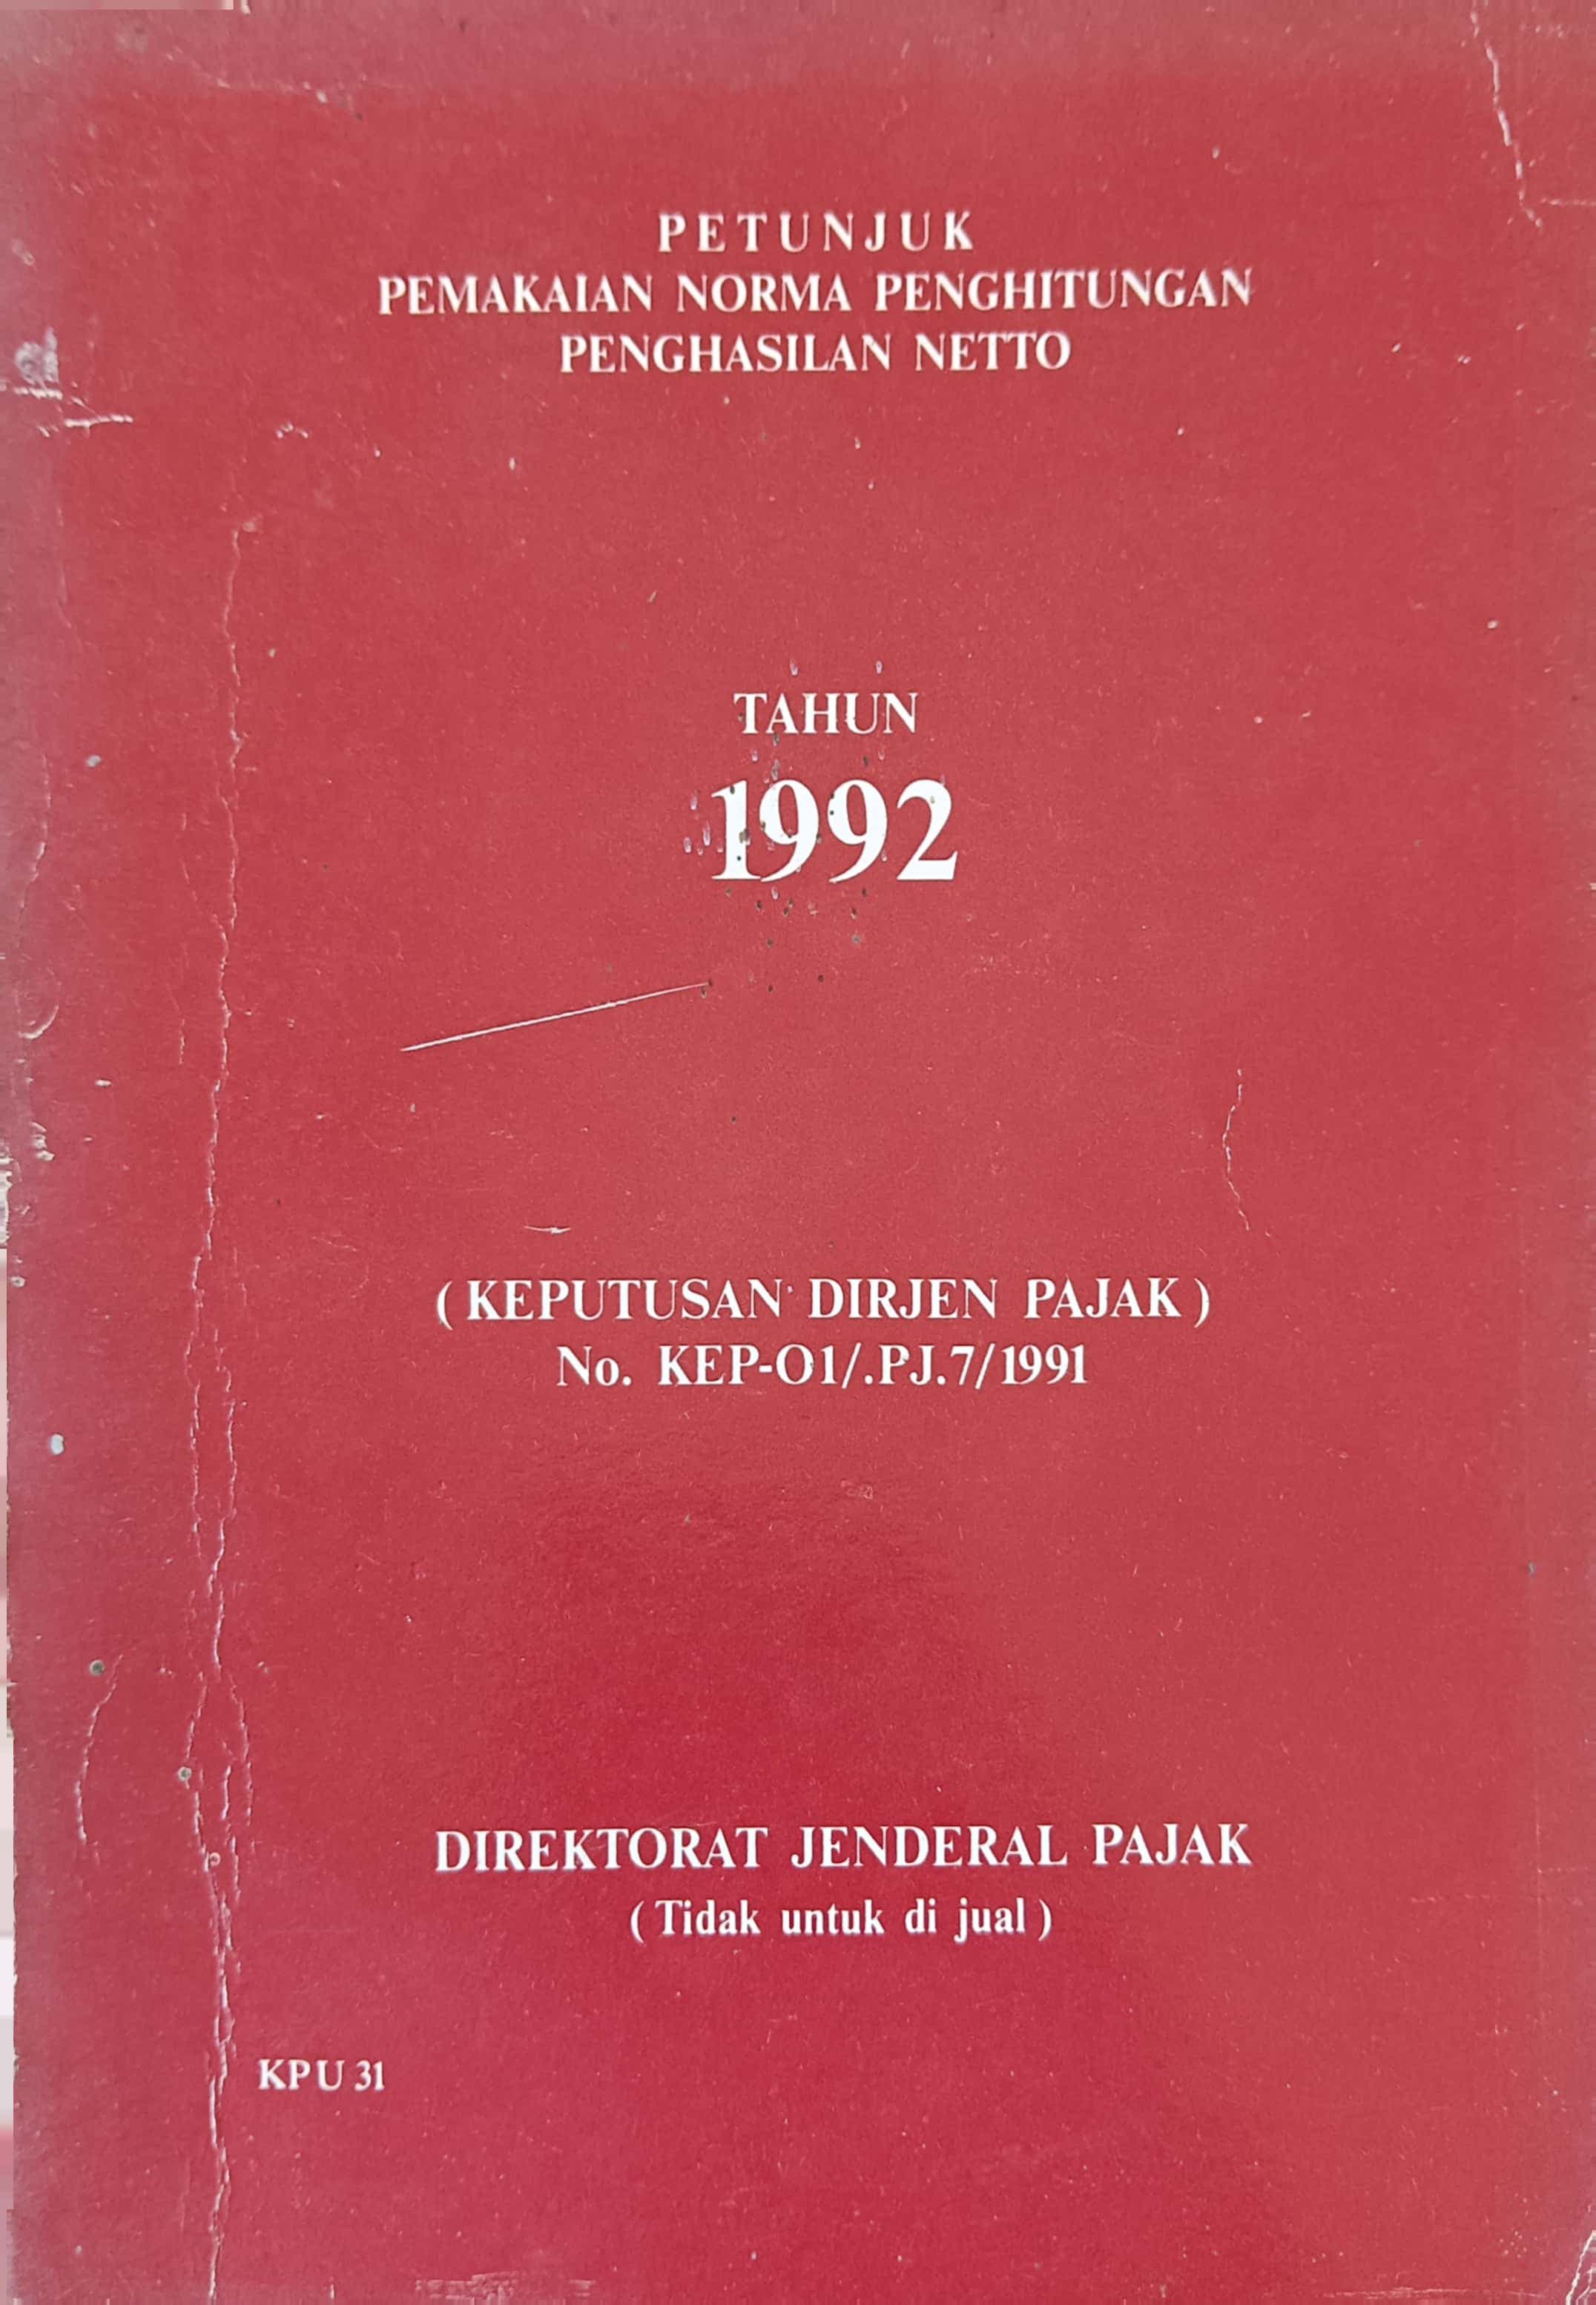 PETUNJUK
PEMAKAIAN NORMA PENGHITUNGAN
PENGHASILAN NETTO
TAHUN
1992
( KEPUTUSAN DIRJEN PAJAK )
No. KEP-O1/.PJ.7/1991
DIREKTORAT JENDERAL PAJAK
( Tidak untuk di jual )
KPU 31